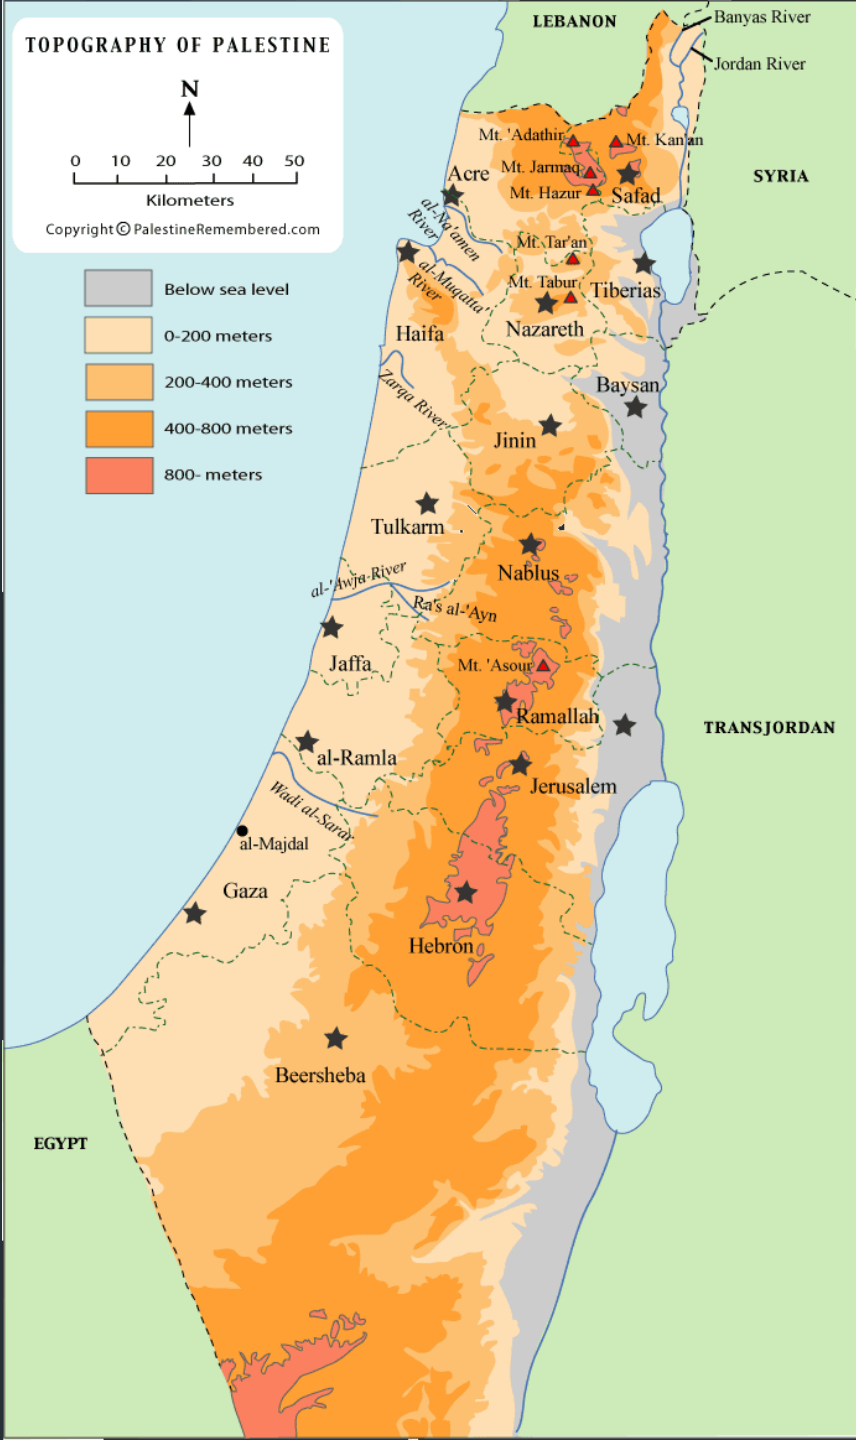 LEBANON
Banyas River
Jordan River
TOPOGRAPHY OF PALESTINE
N
0 10 20 30 40 50
Kilometers
Copyright © PalestineRemembered.com
Below sea level
0-200 meters
200-400 meters
400-800 meters
800- meters
Mt. 'Adathir
Mt. Kan'an
Mt. Jarmaq
Mt. Hazur
Safad
SYRIA
Acre
al-Na'amen
River
Mt. Tar'an
al-Muqatta'
River
Mt. Tabur
Tiberias
Nazareth
Haifa
Zarqa River
Baysan
Jinin
Tulkarm
Nablus
al-'Awja-River
Ra's al-'Ayn
Jaffa
Mt. 'Asour
Ramallah
TRANSJORDAN
al-Ramla
Jerusalem
Wadi al-Sarar
al-Majdal
Gaza
Hebron
Beersheba
EGYPT